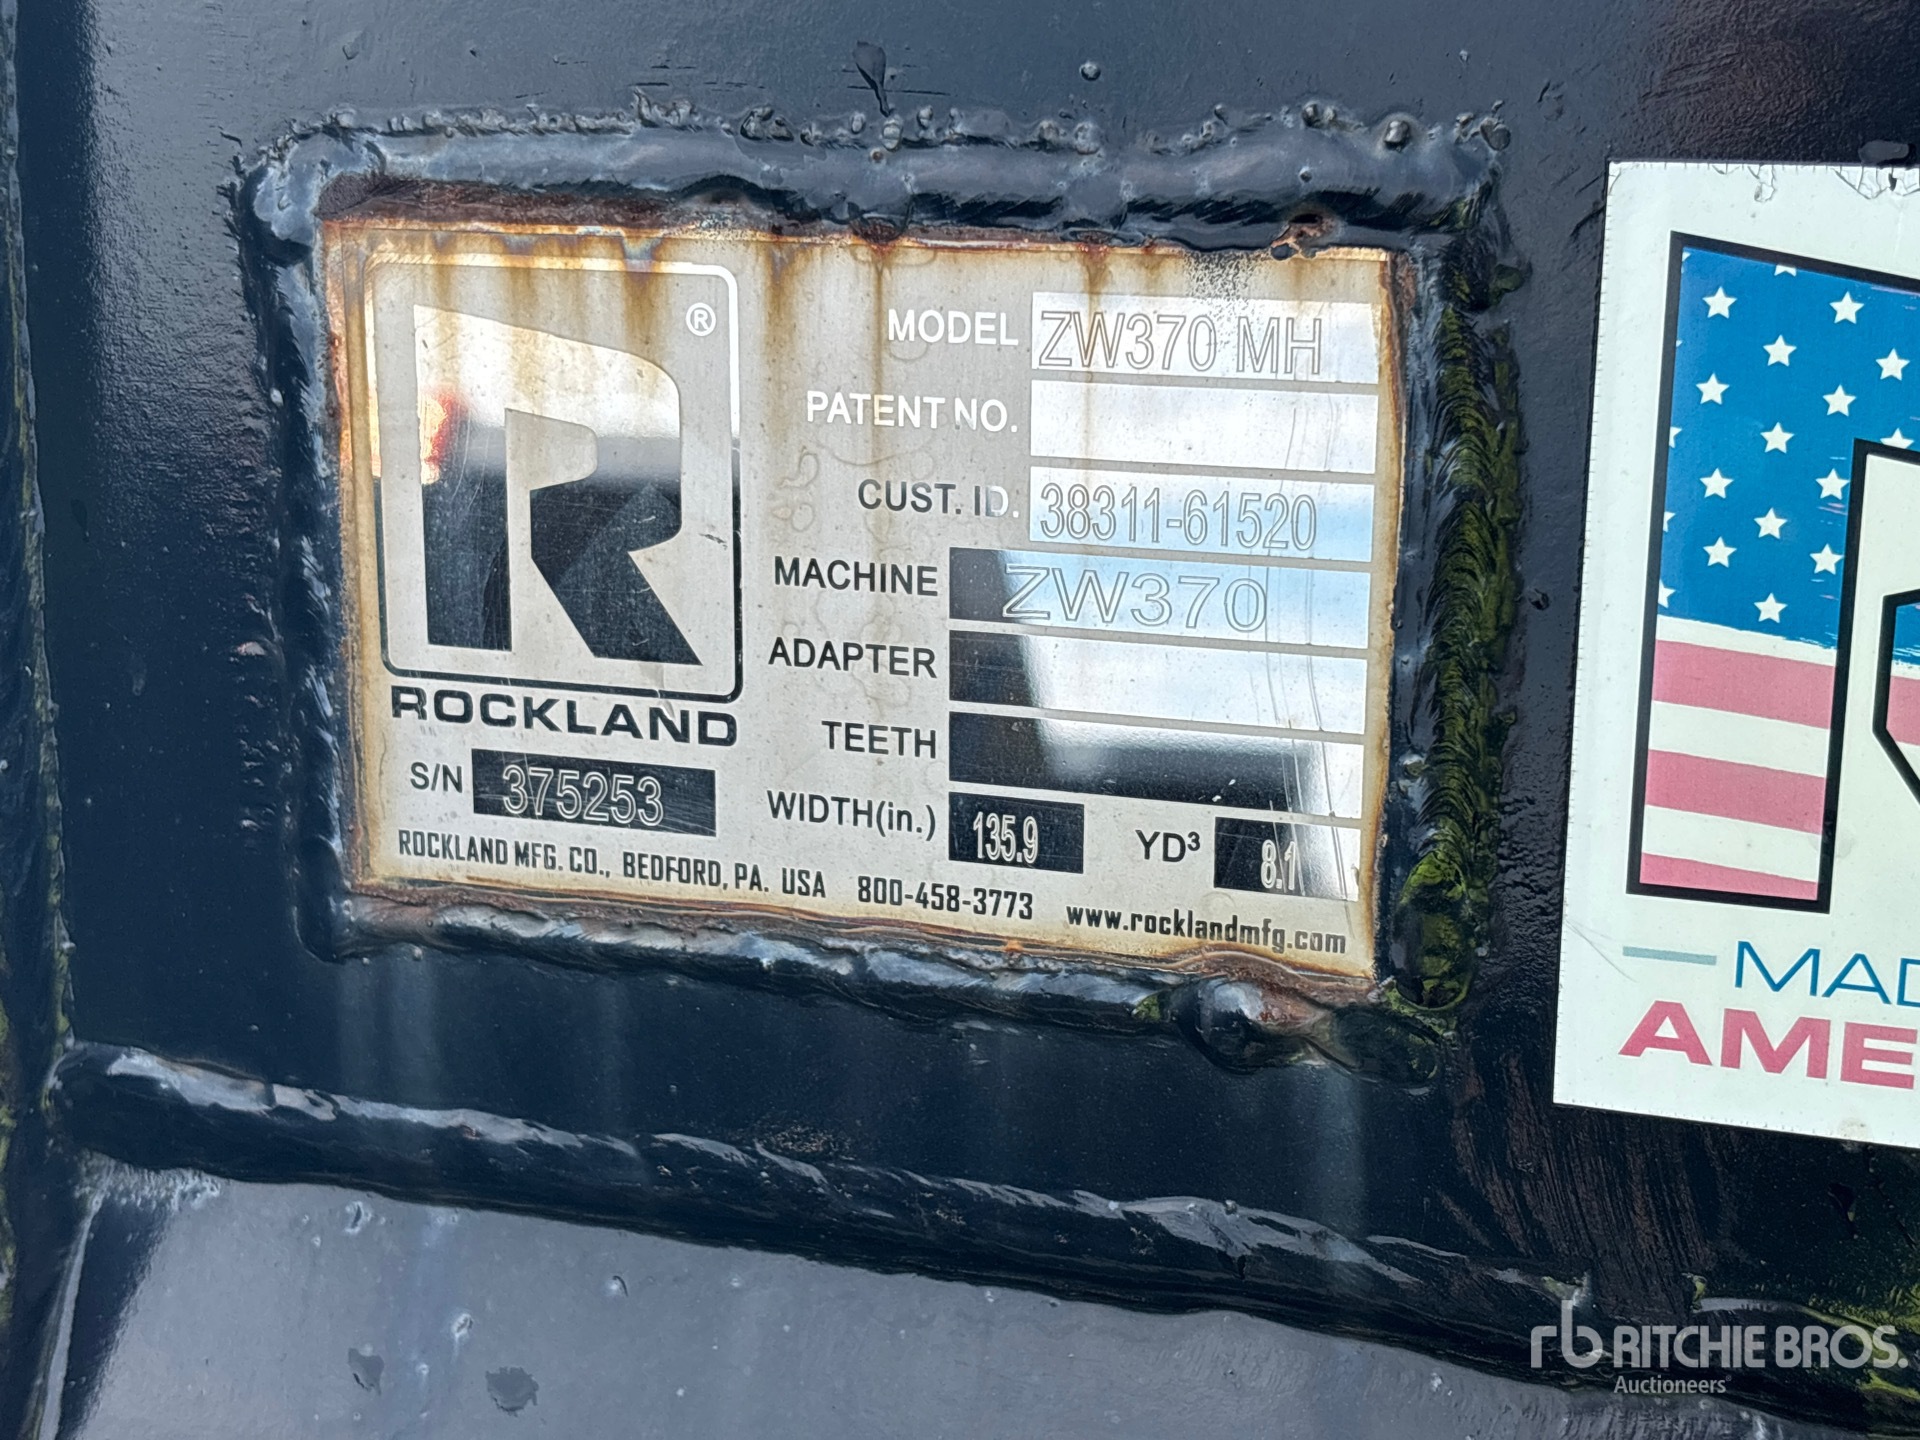 R®
ROCKLAND
S/N 375253
MODEL ZW370 MH
PATENT NO.
CUST. ID. 38311-61520
MACHINE ZW370
ADAPTER
TEETH
WIDTH(in.) 135.9 YD³ 8.1
ROCKLAND MFG. CO., BEDFORD, PA. USA 800-458-3773 www.rocklandmfg.com
MAD
AME
rb RITCHIE BROS.
Auctioneers